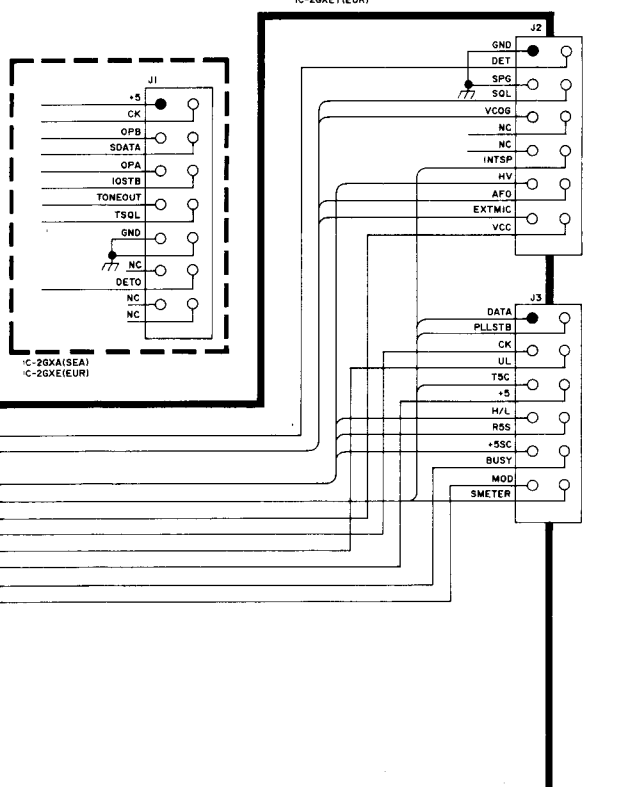 IC-2GXET(EUR)
J1
+5
CK
OPB
SDATA
OPA
IOSTB
TONEOUT
TSQL
GND
NC
DETO
NC
NC
IC-2GXA(SEA)
IC-2GXE(EUR)
J2
GND
DET
SPG
SQL
VCOG
NC
NC
INTSP
HV
AFO
EXTMIC
VCC
J3
DATA
PLLSTB
CK
UL
T5C
+5
H/L
R5S
+5SC
BUSY
MOD
SMETER